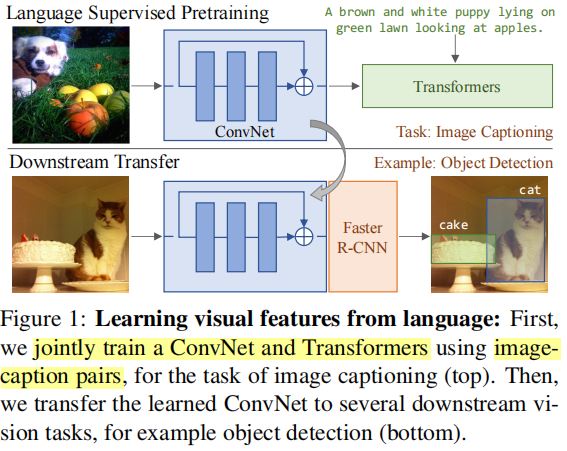 Language Supervised Pretraining
A brown and white puppy lying on
green lawn looking at apples.
Transformers
ConvNet
Task: Image Captioning
Downstream Transfer
Example: Object Detection
cat
cake
Faster
R-CNN
Figure 1: Learning visual features from language: First,
we jointly train a ConvNet and Transformers using image-
caption pairs, for the task of image captioning (top). Then,
we transfer the learned ConvNet to several downstream vi-
sion tasks, for example object detection (bottom).